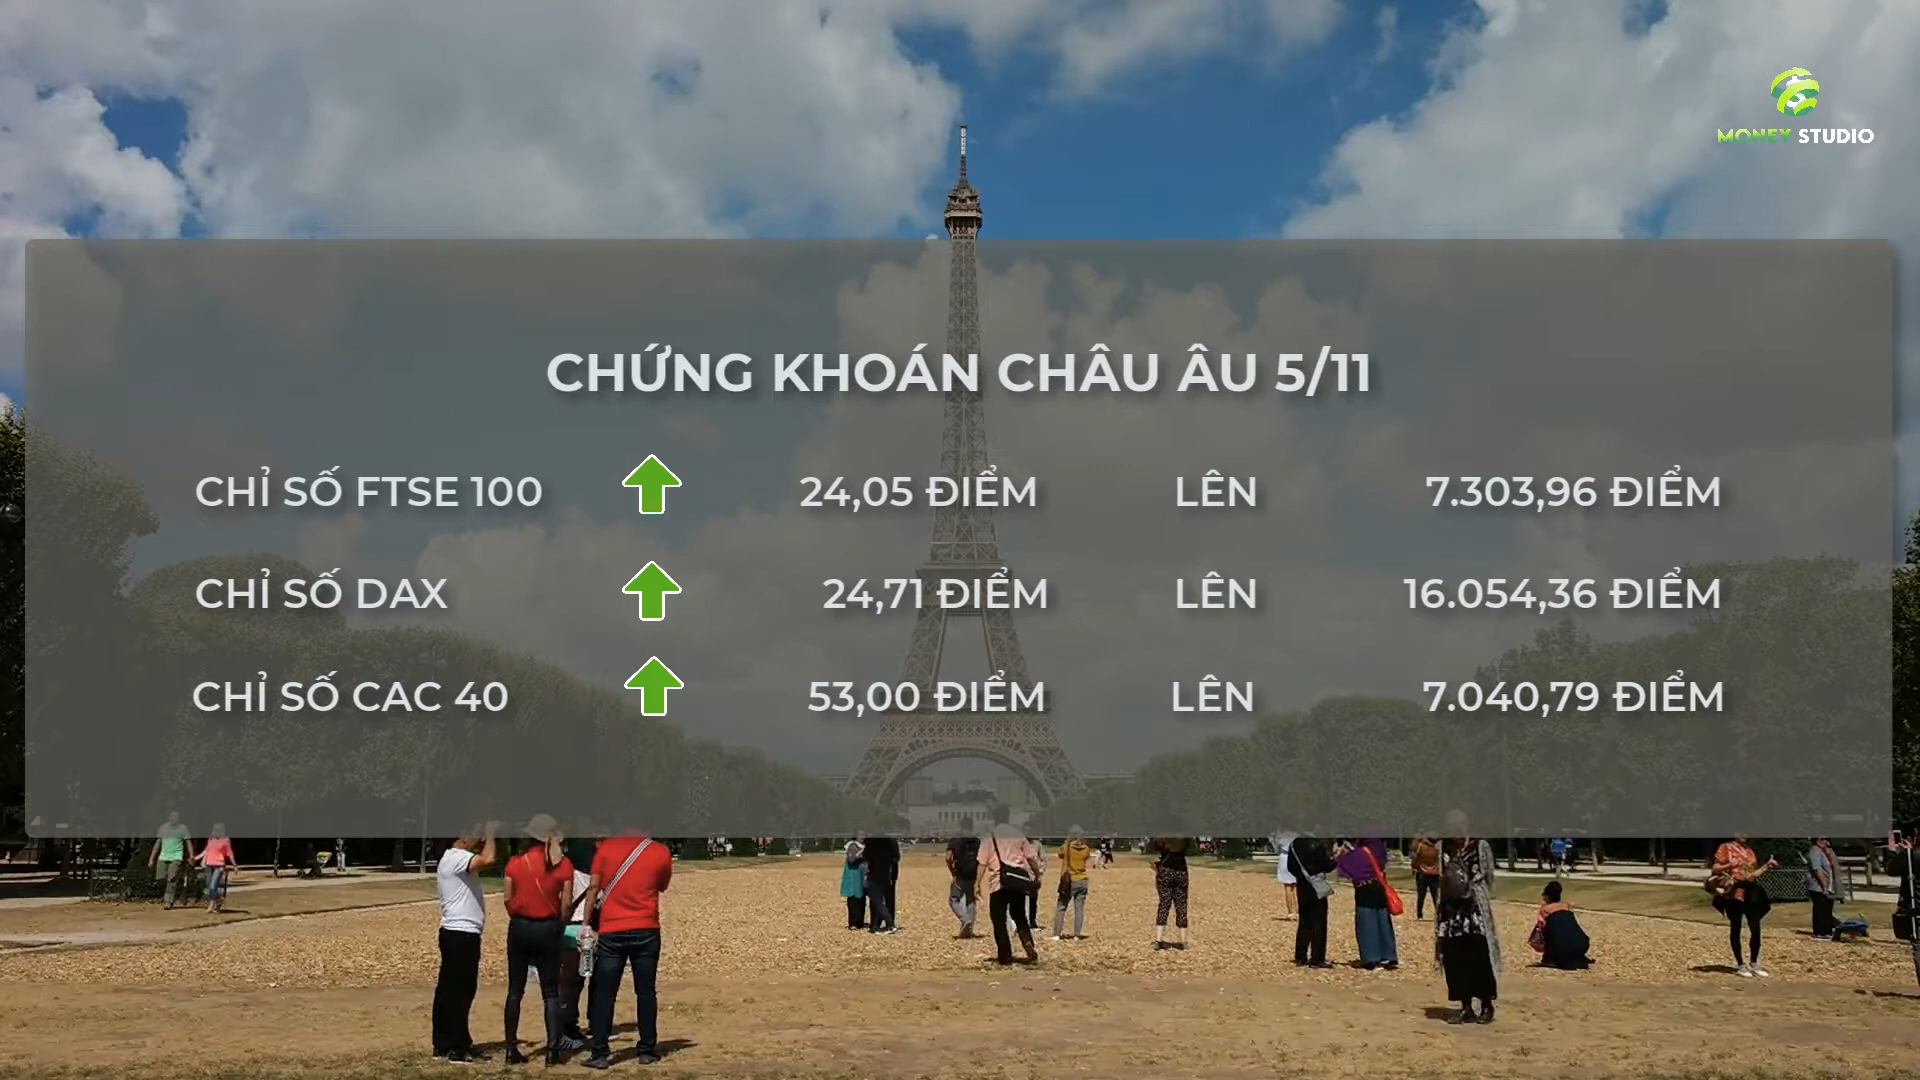 MONEY STUDIO
CHỨNG KHOÁN CHÂU ÂU 5/11
CHỈ SỐ FTSE 100 24,05 ĐIỂM LÊN 7.303,96 ĐIỂM
CHỈ SỐ DAX 24,71 ĐIỂM LÊN 16.054,36 ĐIỂM
CHỈ SỐ CAC 40 53,00 ĐIỂM LÊN 7.040,79 ĐIỂM